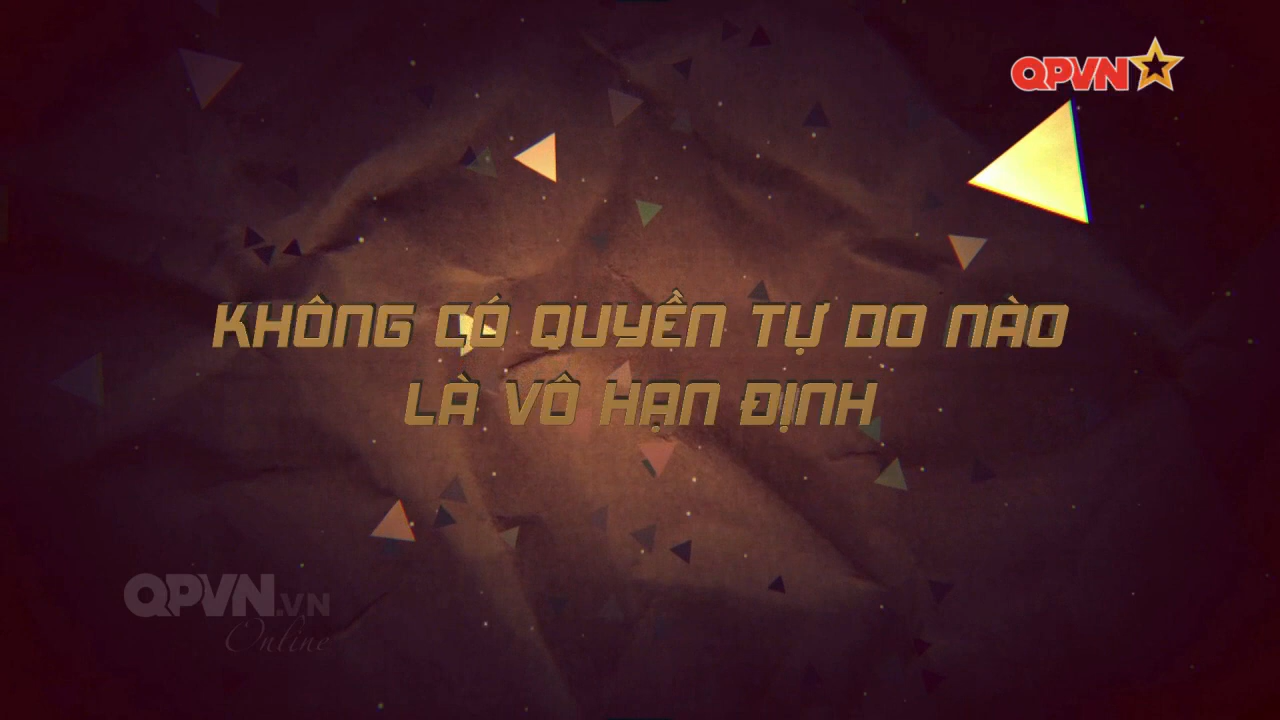 QPVN
KHÔNG CÓ QUYỀN TỰ DO NÀO
LÀ VÔ HẠN ĐỊNH
QPVN.VN
Online